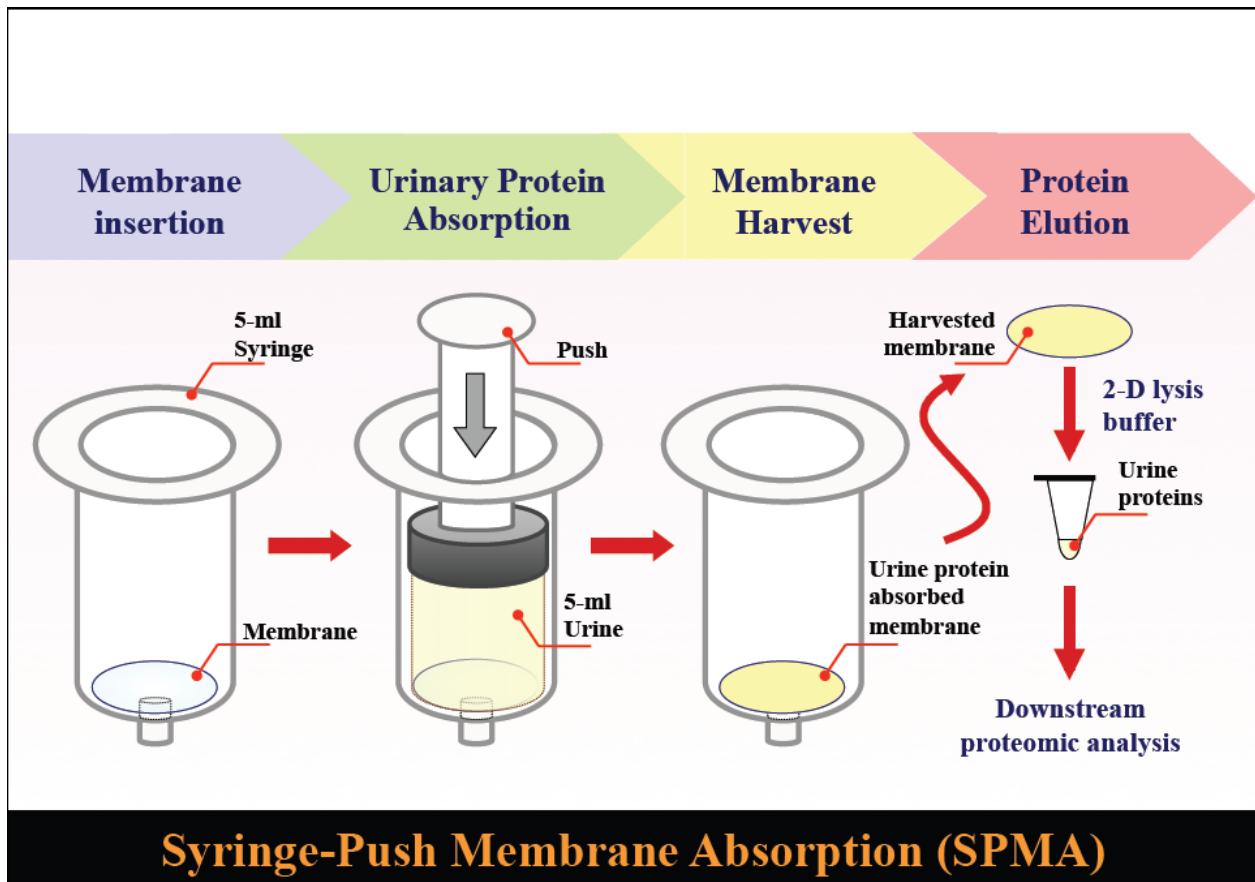 Membrane
insertion
Urinary Protein
Absorption
Membrane
Harvest
Protein
Elution
5-ml
Syringe
Membrane
Push
5-ml
Urine
Urine protein
absorbed
membrane
Harvested
membrane
2-D lysis
buffer
Urine
proteins
Downstream
proteomic analysis
Syringe-Push Membrane Absorption (SPMA)